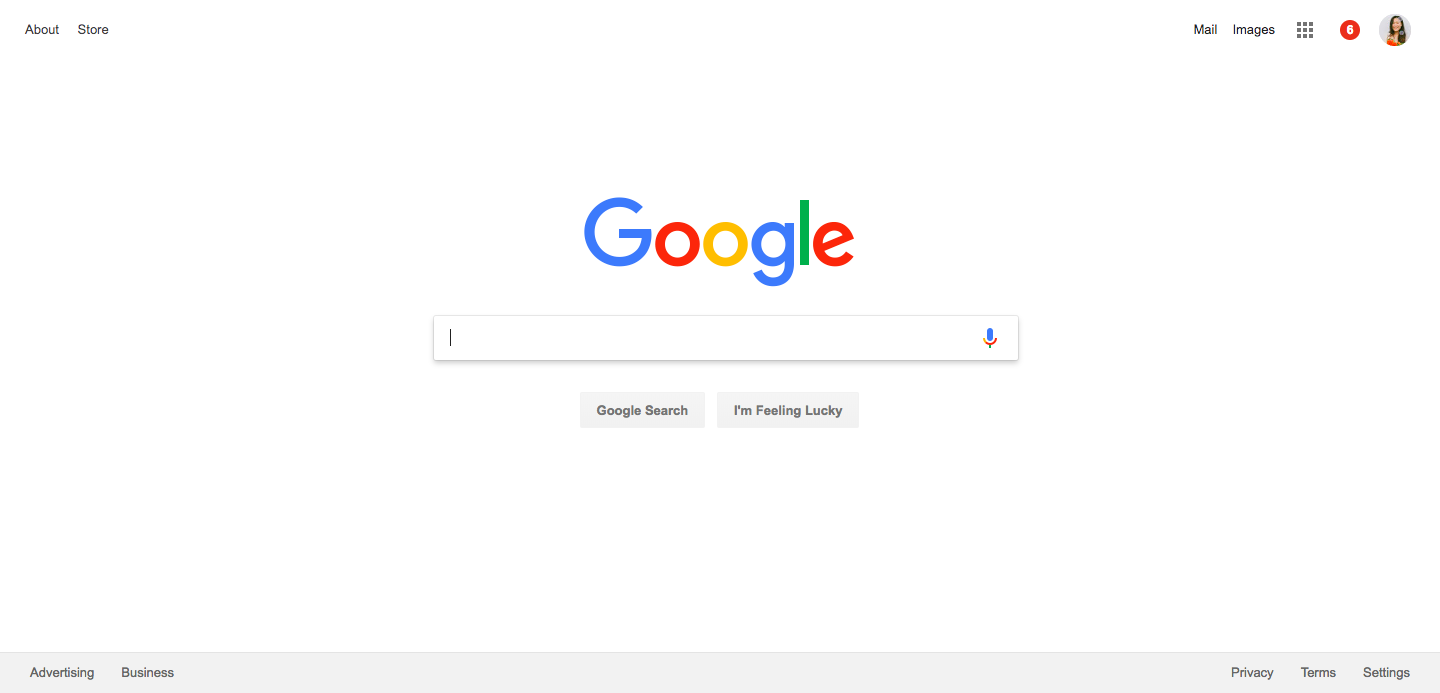 About Store Mail Images 6
Google
Google Search I'm Feeling Lucky
Advertising Business Privacy Terms Settings